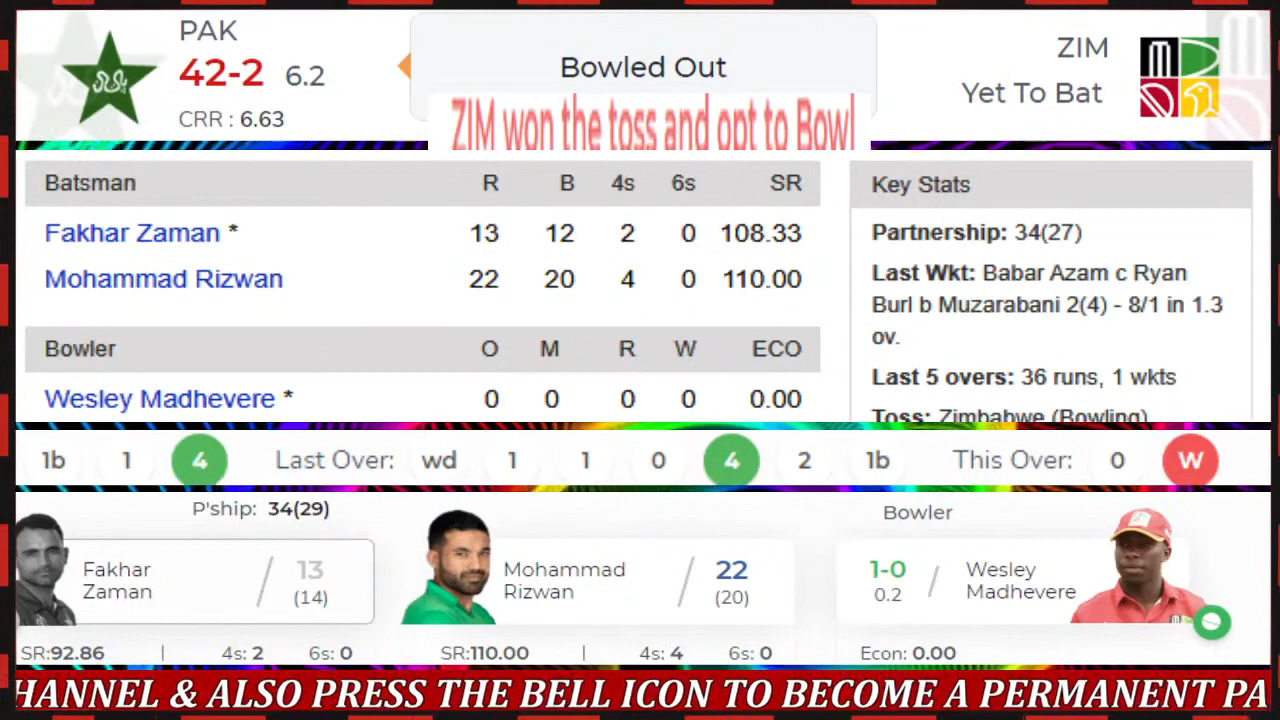 PAK
42-2 6.2
CRR : 6.63
Bowled Out
ZIM won the toss and opt to Bowl
ZIM
Yet To Bat
Batsman R B 4s 6s SR
Fakhar Zaman * 13 12 2 0 108.33
Mohammad Rizwan 22 20 4 0 110.00
Bowler O M R W ECO
Wesley Madhevere * 0 0 0 0 0.00
Key Stats
Partnership: 34(27)
Last Wkt: Babar Azam c Ryan
Burl b Muzarabani 2(4) - 8/1 in 1.3
ov.
Last 5 overs: 36 runs, 1 wkts
Toss: Zimbabwe (Bowling)
1b 1 4 Last Over: wd 1 1 0 4 2 1b This Over: 0 W
P'ship: 34(29)
Fakhar
Zaman
/ 13
(14)
SR:92.86 | 4s: 2 6s: 0
Mohammad
Rizwan
/ 22
(20)
SR:110.00 | 4s: 4 6s: 0
Bowler
1-0
0.2
/ Wesley
Madhevere
Econ: 0.00
HANNEL & ALSO PRESS THE BELL ICON TO BECOME A PERMANENT PA